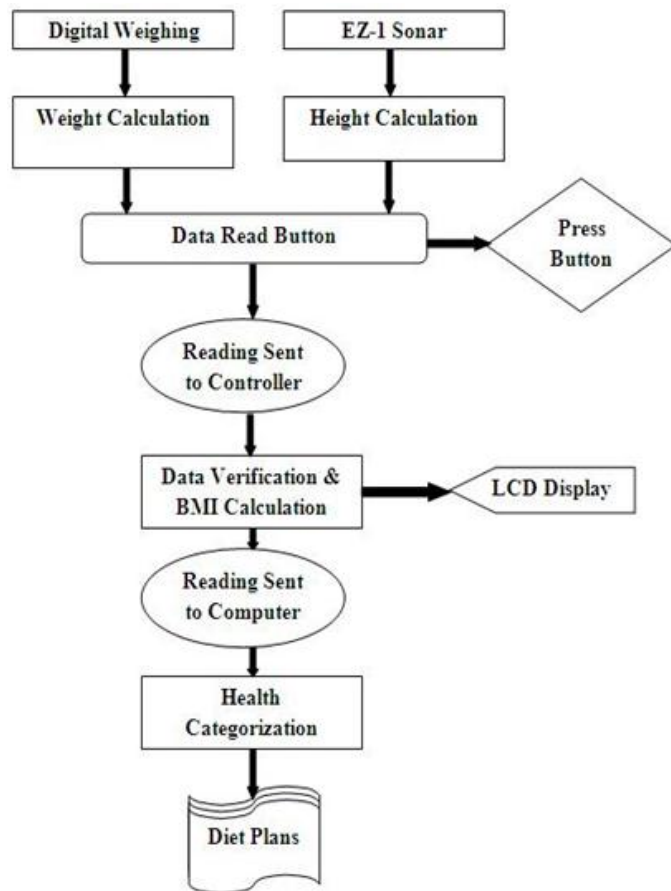 Digital Weighing
EZ-1 Sonar
Weight Calculation
Height Calculation
Data Read Button
Press
Button
Reading Sent
to Controller
Data Verification &
BMI Calculation
LCD Display
Reading Sent
to Computer
Health
Categorization
Diet Plans